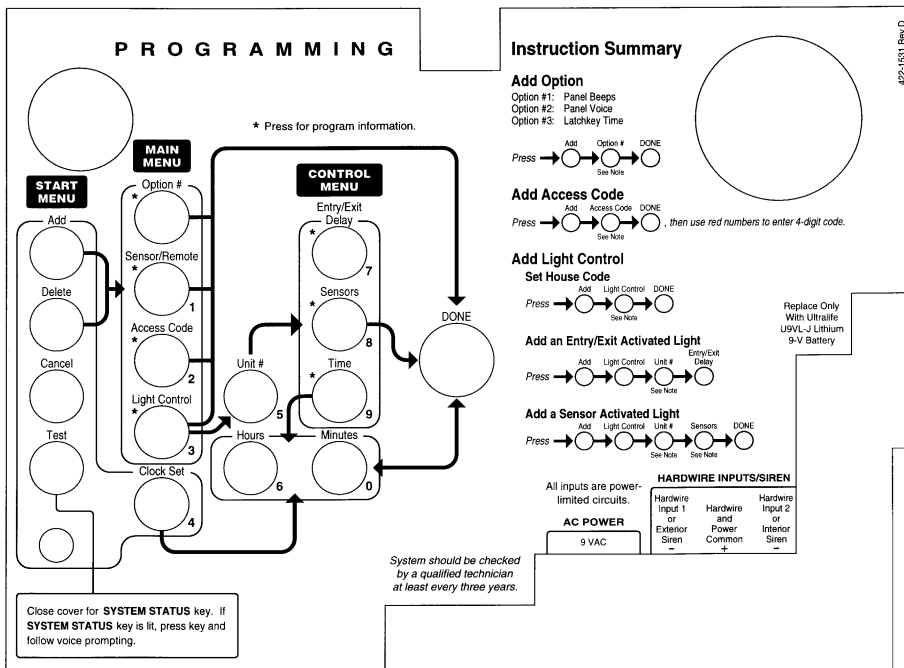 PROGRAMMING
* Press for program information.
START
MENU
MAIN
MENU
CONTROL
MENU
Add
Delete
Cancel
Test
* Option #
* Sensor/Remote
1
* Access Code
2
* Light Control
3
Clock Set
4
Unit #
5
Entry/Exit
Delay
*
7
Sensors
*
8
Time
*
9
Hours
6
Minutes
0
DONE
Close cover for SYSTEM STATUS key. If
SYSTEM STATUS key is lit, press key and
follow voice prompting.
Instruction Summary
Add Option
Option #1: Panel Beeps
Option #2: Panel Voice
Option #3: Latchkey Time
Add Option # DONE
Press
See Note
Add Access Code
Add Access Code DONE
Press , then use red numbers to enter 4-digit code.
See Note
Add Light Control
Set House Code
Add Light Control DONE
Press
See Note
Add an Entry/Exit Activated Light
Add Light Control Unit # Entry/Exit
Delay
Press
See Note
Add a Sensor Activated Light
Add Light Control Unit # Sensors DONE
Press
See Note See Note
422-1531 Rev D
Replace Only
With Ultralife
U9VL-J Lithium
9-V Battery
All inputs are power-
limited circuits.
AC POWER
9 VAC
HARDWIRE INPUTS/SIREN
Hardwire
Input 1
or
Exterior
Siren
–
Hardwire
and
Power
Common
+
Hardwire
Input 2
or
Interior
Siren
–
System should be checked
by a qualified technician
at least every three years.